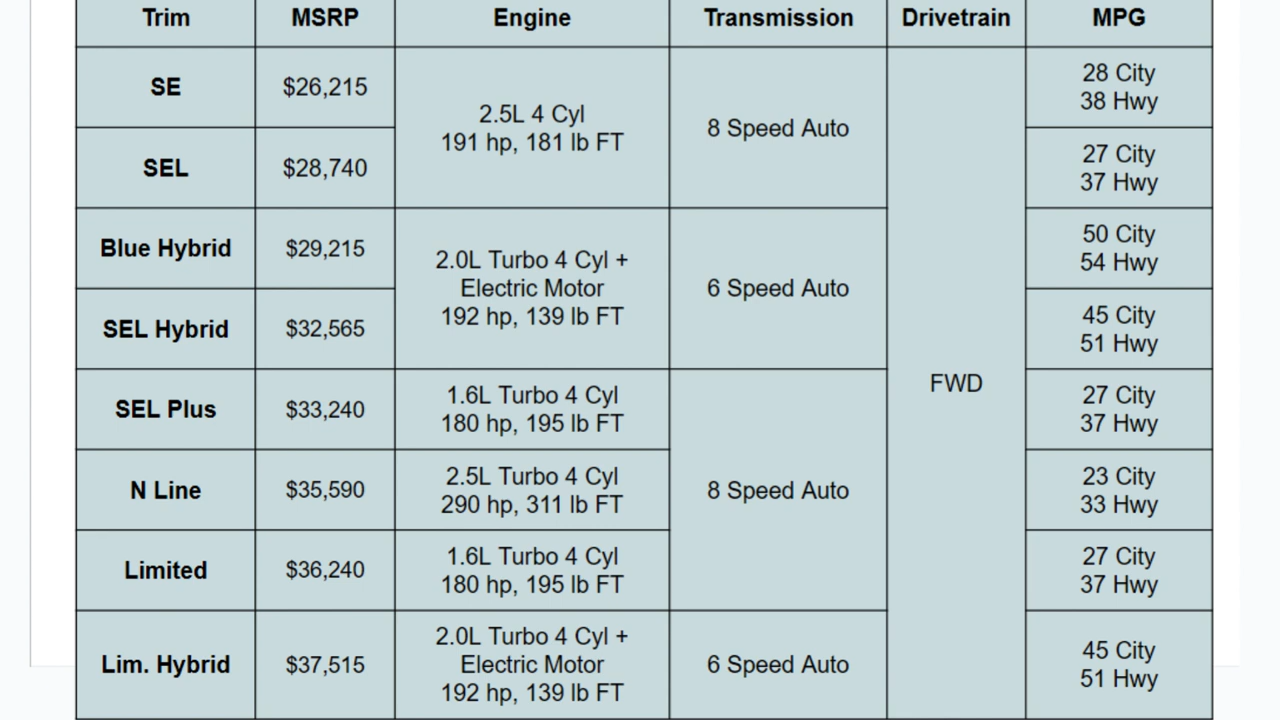 Trim MSRP Engine Transmission Drivetrain MPG
SE $26,215 2.5L 4 Cyl 8 Speed Auto FWD 28 City
191 hp, 181 lb FT 38 Hwy
SEL $28,740 27 City
37 Hwy
Blue Hybrid $29,215 2.0L Turbo 4 Cyl + 6 Speed Auto 50 City
Electric Motor 54 Hwy
192 hp, 139 lb FT
SEL Hybrid $32,565 45 City
51 Hwy
SEL Plus $33,240 1.6L Turbo 4 Cyl 8 Speed Auto 27 City
180 hp, 195 lb FT 37 Hwy
N Line $35,590 2.5L Turbo 4 Cyl 23 City
290 hp, 311 lb FT 33 Hwy
Limited $36,240 1.6L Turbo 4 Cyl 27 City
180 hp, 195 lb FT 37 Hwy
Lim. Hybrid $37,515 2.0L Turbo 4 Cyl + 6 Speed Auto 45 City
Electric Motor 51 Hwy
192 hp, 139 lb FT